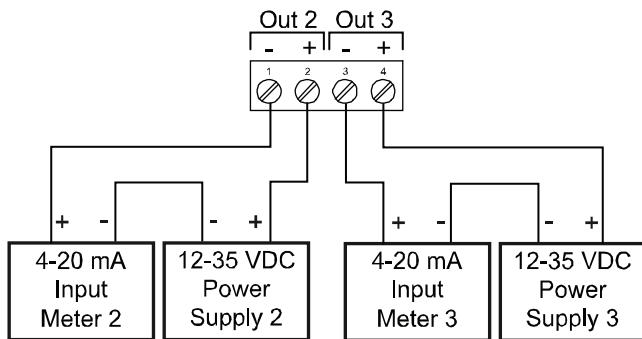 Out 2 Out 3
- + - +
1 2 3 4
+ - - + + - - +
4-20 mA
Input
Meter 2
12-35 VDC
Power
Supply 2
4-20 mA
Input
Meter 3
12-35 VDC
Power
Supply 3